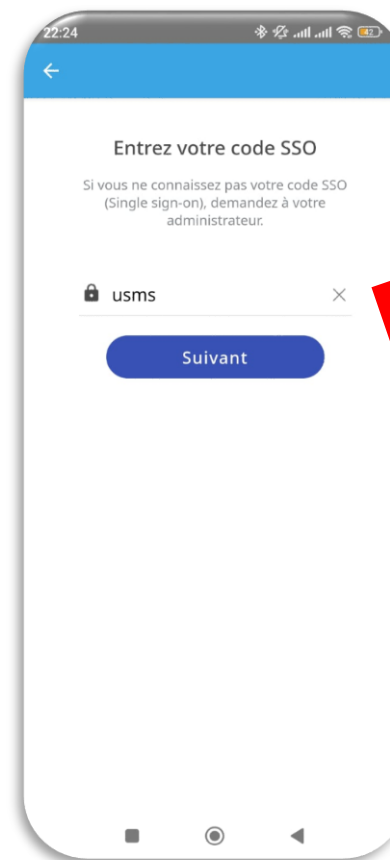 22:24
42
Entrez votre code SSO
Si vous ne connaissez pas votre code SSO
(Single sign-on), demandez à votre
administrateur.
usms
Suivant